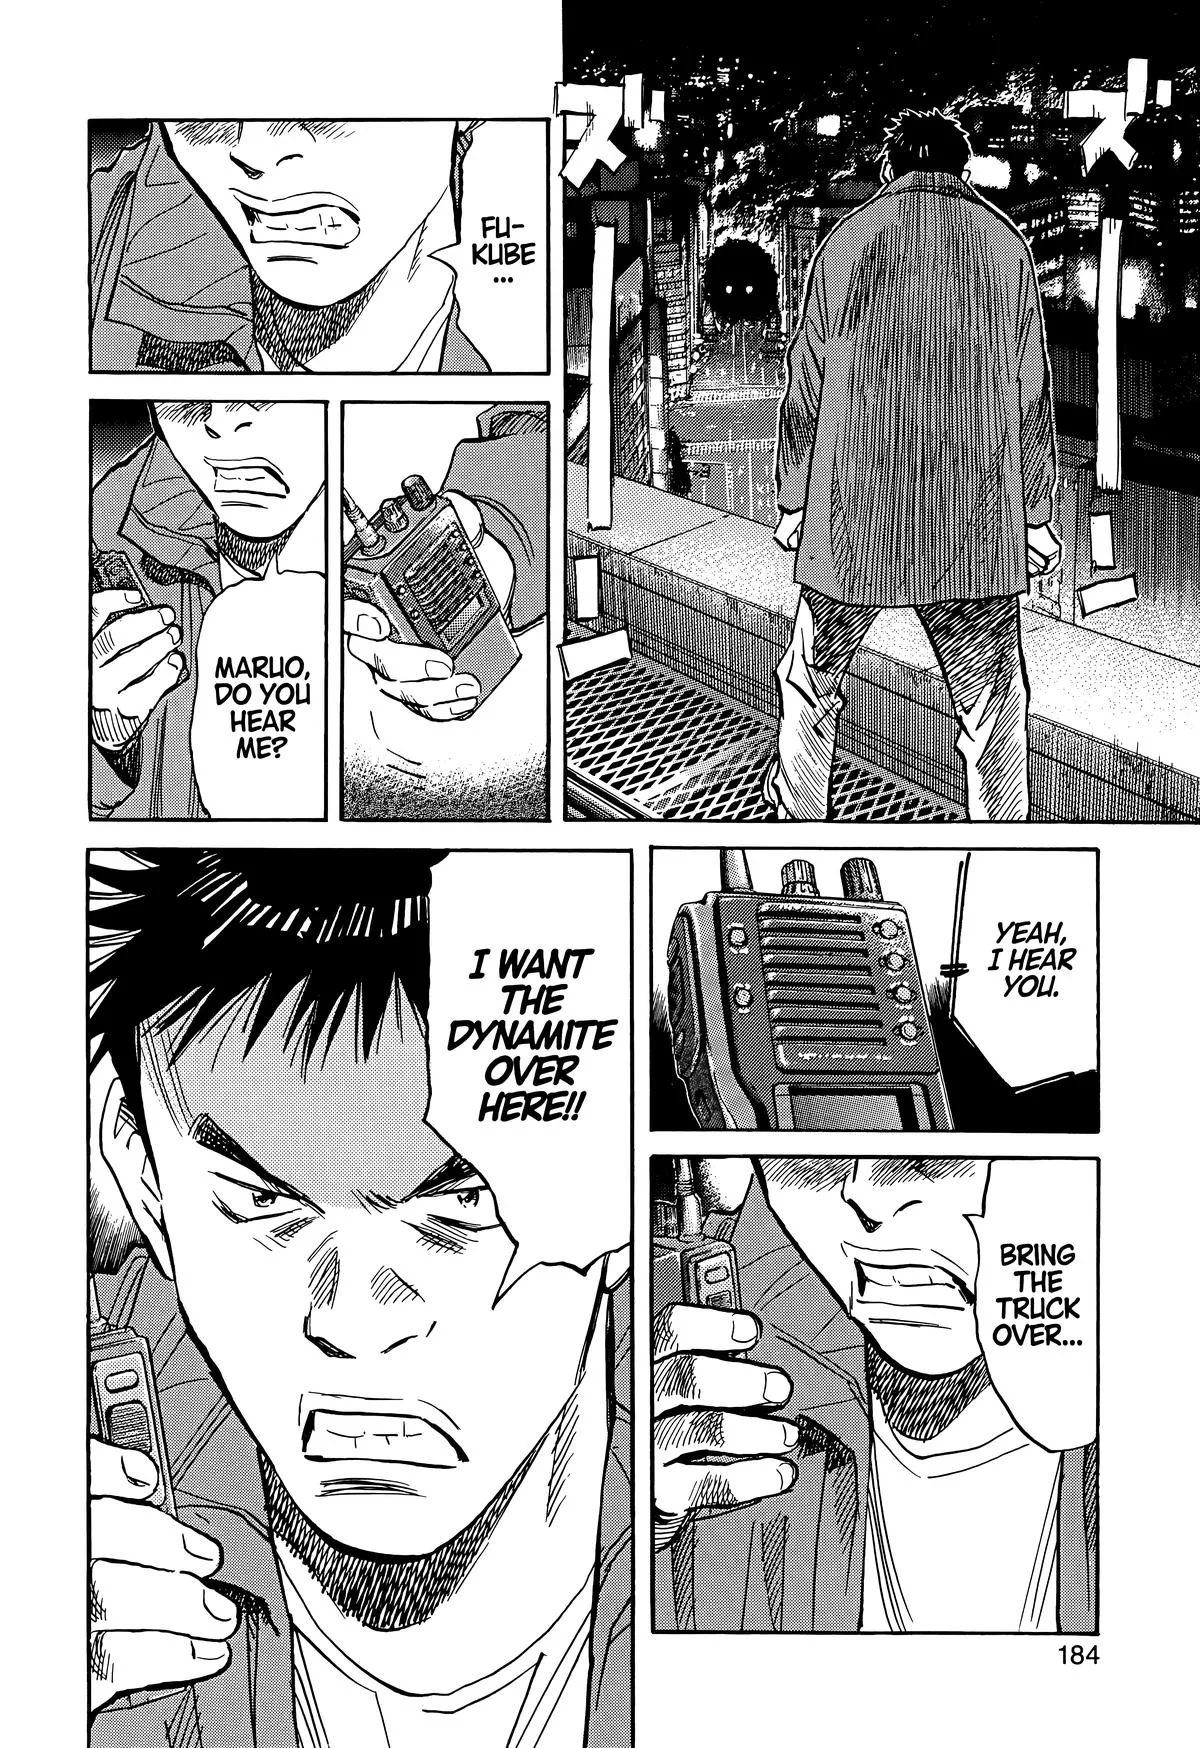 ズ
ズ
FU-
KUBE
...
MARUO,
DO YOU
HEAR
ME?
YEAH,
I HEAR
YOU.
BRING
THE
TRUCK
OVER...
I WANT
THE
DYNAMITE
OVER
HERE!!
184